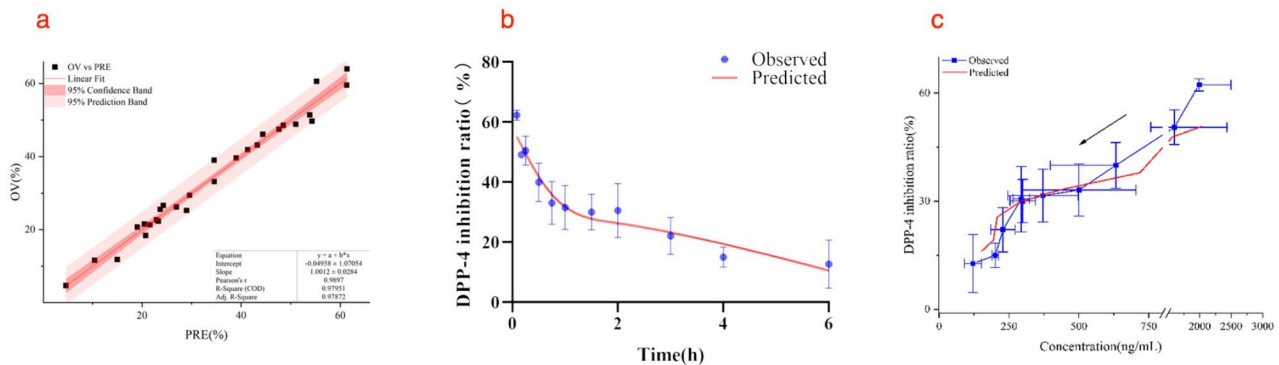 a
OV vs PRE
Linear Fit
95% Confidence Band
95% Prediction Band
OV(%)
60
40
20
20
40
60
PRE(%)
Equation y = a + b*x
Intercept -0.04958 ± 1.07054
Slope 1.0012 ± 0.0284
Pearson's r 0.9897
R-Square (COD) 0.97951
Adj. R-Square 0.97872
b
Observed
Predicted
DPP-4 inhibition ratio( %)
80
60
40
20
0
0
2
4
6
Time(h)
c
Observed
Predicted
DPP-4 inhibition ratio(%)
60
30
0
0
250
500
750
2000
2500
3000
Concentration(ng/mL)